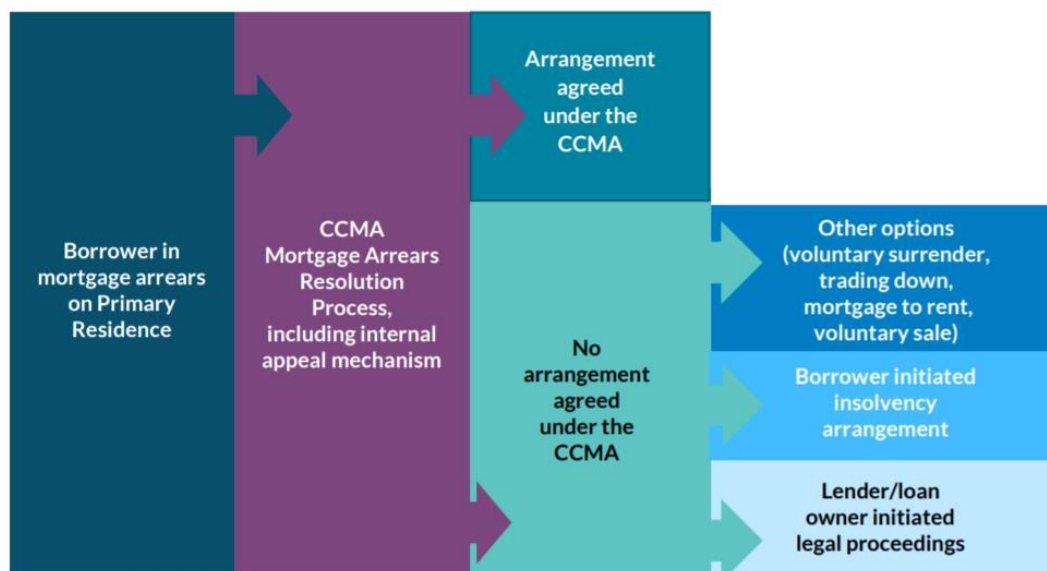 Borrower in
mortgage arrears
on Primary
Residence
CCMA
Mortgage Arrears
Resolution
Process,
including internal
appeal mechanism
Arrangement
agreed
under the
CCMA
No
arrangement
agreed
under the
CCMA
Other options
(voluntary surrender,
trading down,
mortgage to rent,
voluntary sale)
Borrower initiated
insolvency
arrangement
Lender/loan
owner initiated
legal proceedings